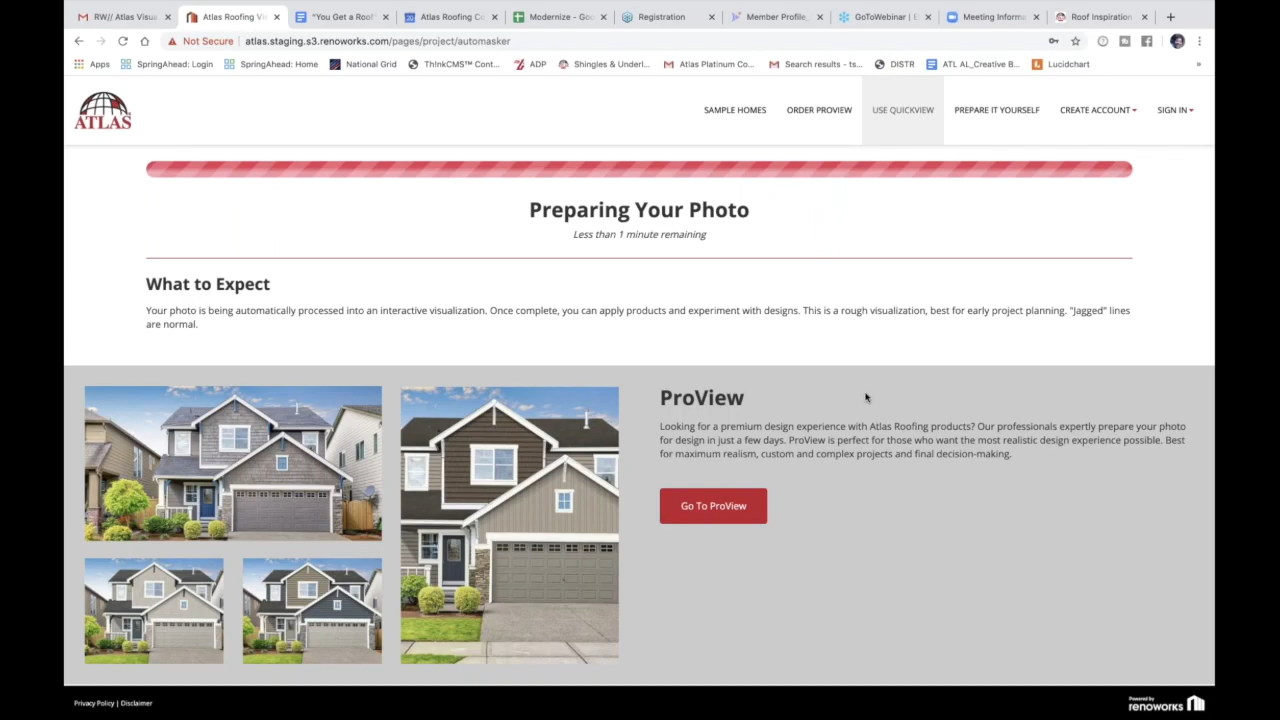 RW// Atlas Visua
Atlas Roofing Vi
"You Get a Roof
Atlas Roofing Co
Modernize - Goo
Registration
Member Profile
GoToWebinar | E
Meeting Informa
Roof Inspiration
Not Secure
atlas.staging.s3.renoworks.com/pages/project/automasker
Apps
SpringAhead: Login
SpringAhead: Home
National Grid
Th!nkCMS™ Cont...
ADP
Shingles & Underl...
Atlas Platinum Co...
Search results - ts...
DISTR
ATL AL_Creative B...
Lucidchart
»
ATLAS
SAMPLE HOMES
ORDER PROVIEW
USE QUICKVIEW
PREPARE IT YOURSELF
CREATE ACCOUNT
SIGN IN
Preparing Your Photo
Less than 1 minute remaining
What to Expect
Your photo is being automatically processed into an interactive visualization. Once complete, you can apply products and experiment with designs. This is a rough visualization, best for early project planning. "Jagged" lines
are normal.
ProView
Looking for a premium design experience with Atlas Roofing products? Our professionals expertly prepare your photo
for design in just a few days. ProView is perfect for those who want the most realistic design experience possible. Best
for maximum realism, custom and complex projects and final decision-making.
Go To ProView
Privacy Policy | Disclaimer
Powered by
renoworks